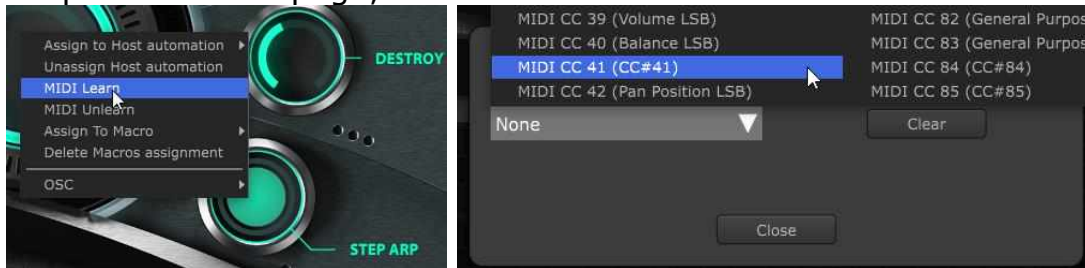 Assign to Host automation
Unassign Host automation
MIDI Learn
MIDI Unlearn
Assign To Macro
Delete Macros assignment
OSC
DESTROY
STEP ARP
MIDI CC 39 (Volume LSB)
MIDI CC 40 (Balance LSB)
MIDI CC 41 (CC#41)
MIDI CC 42 (Pan Position LSB)
MIDI CC 82 (General Purpos
MIDI CC 83 (General Purpos
MIDI CC 84 (CC#84)
MIDI CC 85 (CC#85)
None
Clear
Close